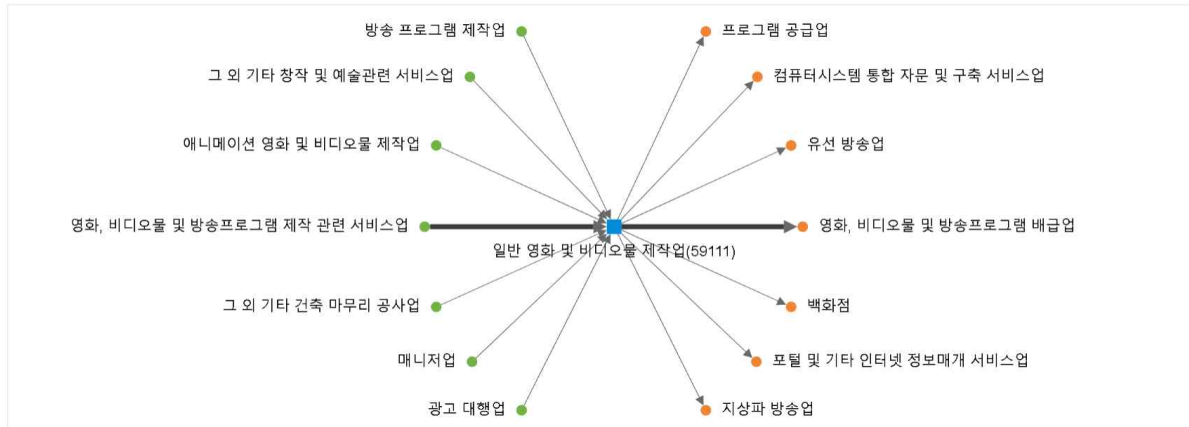 방송 프로그램 제작업
프로그램 공급업
그 외 기타 창작 및 예술관련 서비스업
컴퓨터시스템 통합 자문 및 구축 서비스업
애니메이션 영화 및 비디오물 제작업
유선 방송업
영화, 비디오물 및 방송프로그램 제작 관련 서비스업
영화, 비디오물 및 방송프로그램 배급업
일반 영화 및 비디오물 제작업(59111)
그 외 기타 건축 마무리 공사업
백화점
매니저업
포털 및 기타 인터넷 정보매개 서비스업
광고 대행업
지상파 방송업